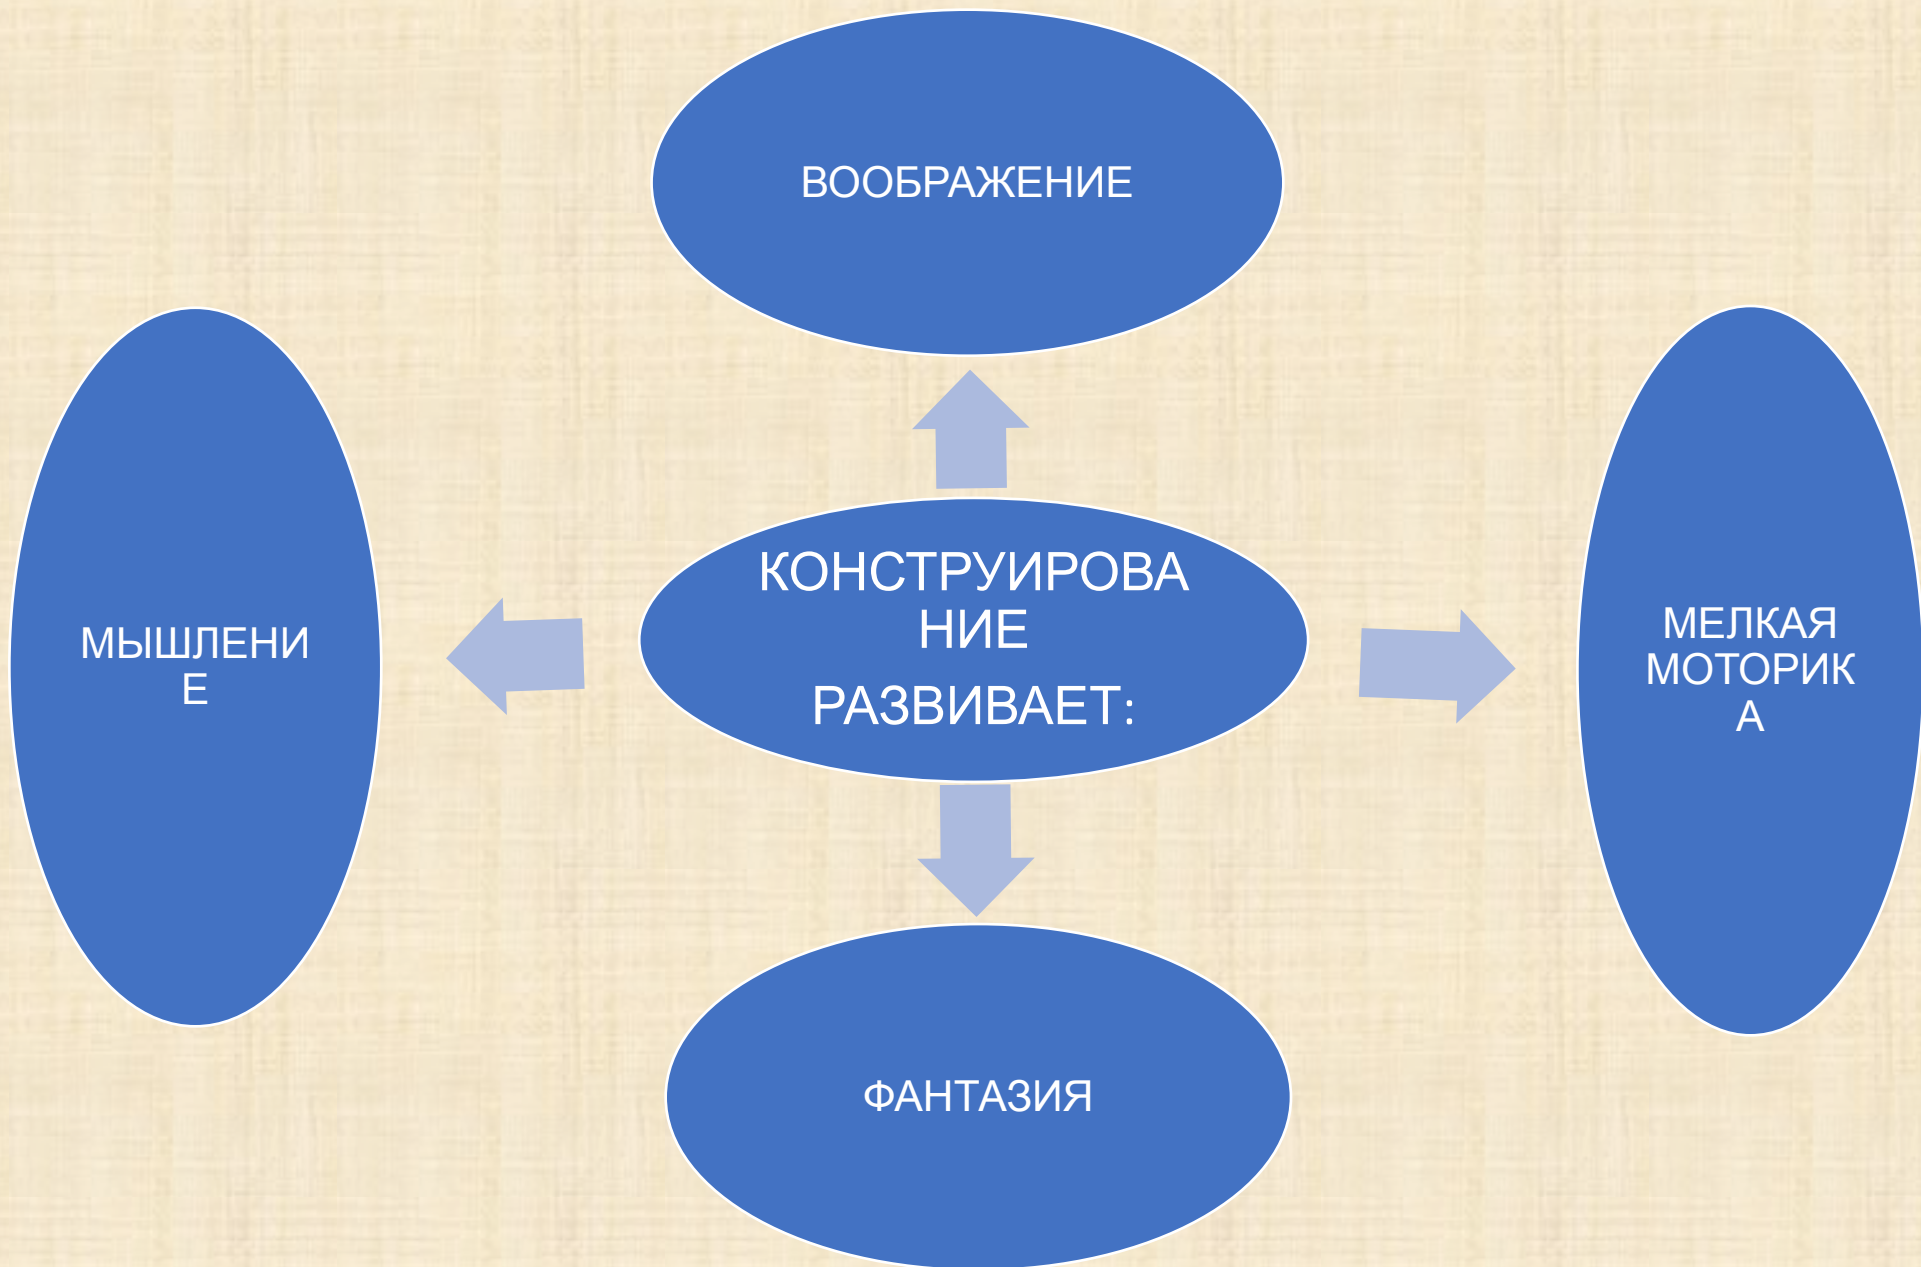 ВООБРАЖЕНИЕ
КОНСТРУИРОВА
НИЕ
РАЗВИВАЕТ:
МЫШЛЕНИ
Е
МЕЛКАЯ
МОТОРИК
А
ФАНТАЗИЯ